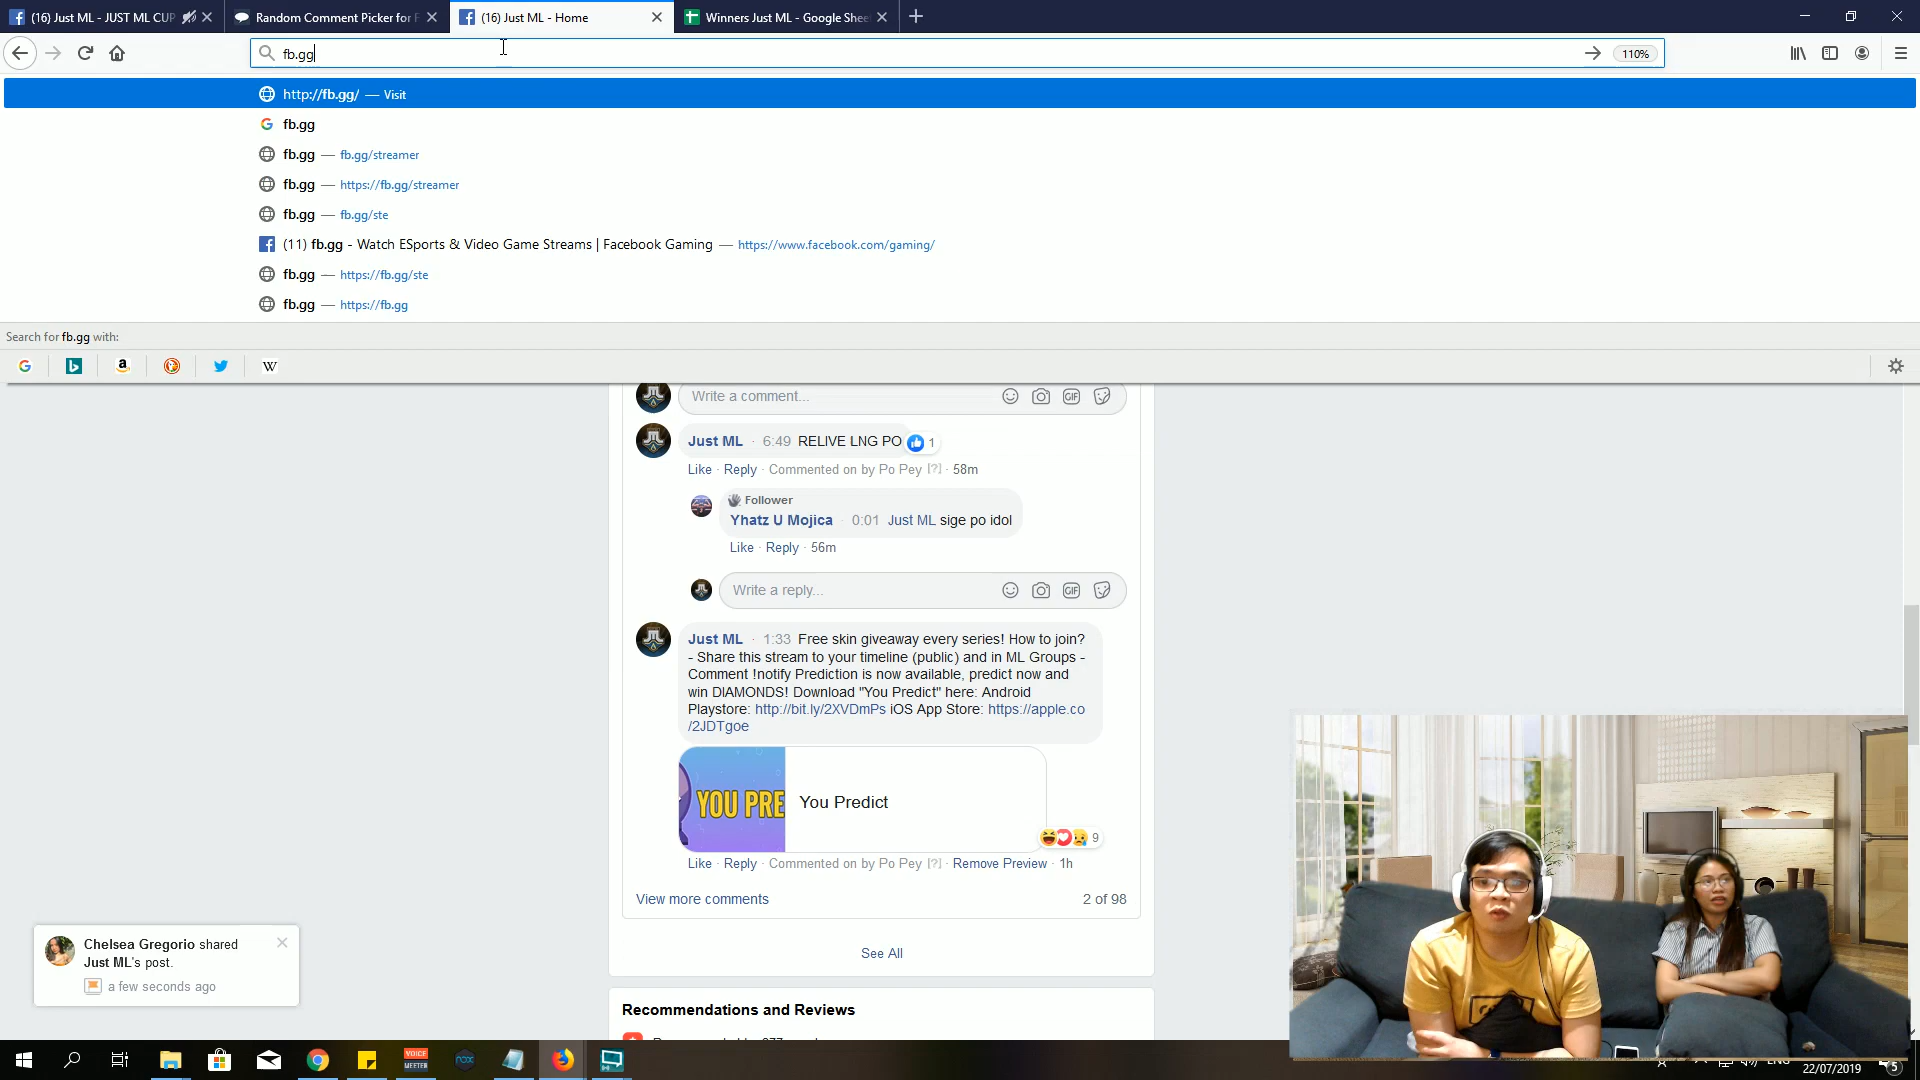 (16) Just ML - JUST ML CUP
Random Comment Picker for F
(16) Just ML - Home
Winners Just ML - Google Shee
fb.gg
110%
http://fb.gg/ — Visit
fb.gg
fb.gg — fb.gg/streamer
fb.gg — https://fb.gg/streamer
fb.gg — fb.gg/ste
(11) fb.gg - Watch ESports & Video Game Streams | Facebook Gaming — https://www.facebook.com/gaming/
fb.gg — https://fb.gg/ste
fb.gg — https://fb.gg
Search for fb.gg with:
Write a comment...
GIF
Just ML · 6:49 RELIVE LNG PO 1
Like · Reply · Commented on by Po Pey [?] · 58m
Follower
Yhatz U Mojica · 0:01 Just ML sige po idol
Like · Reply · 56m
Write a reply...
GIF
Just ML · 1:33 Free skin giveaway every series! How to join?
- Share this stream to your timeline (public) and in ML Groups -
Comment !notify Prediction is now available, predict now and
win DIAMONDS! Download "You Predict" here: Android
Playstore: http://bit.ly/2XVDmPs iOS App Store: https://apple.co
/2JDTgoe
YOU PRE
You Predict
9
Like · Reply · Commented on by Po Pey [?] · Remove Preview · 1h
View more comments
2 of 98
See All
Recommendations and Reviews
Chelsea Gregorio shared
Just ML's post.
a few seconds ago
VOICE
MEETER
nox
22/07/2019
5